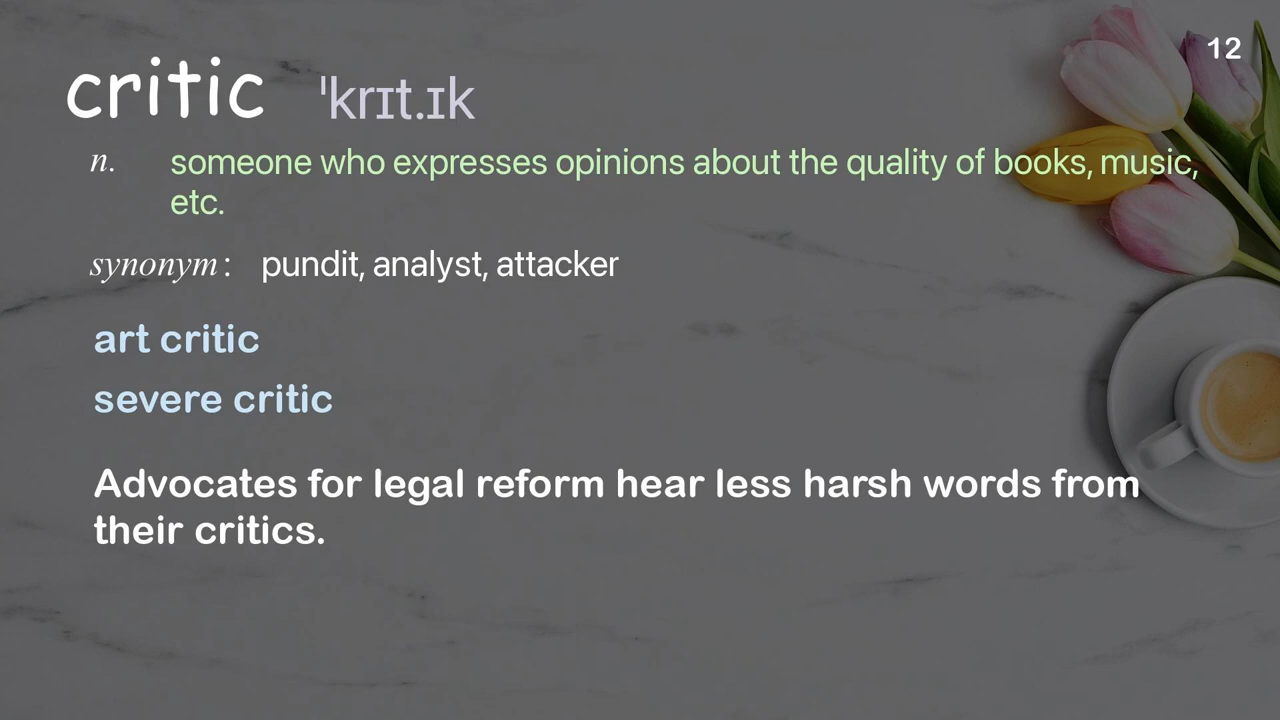 12
critic ˈkrɪt.ɪk
n. someone who expresses opinions about the quality of books, music,
etc.
synonym: pundit, analyst, attacker
art critic
severe critic
Advocates for legal reform hear less harsh words from
their critics.